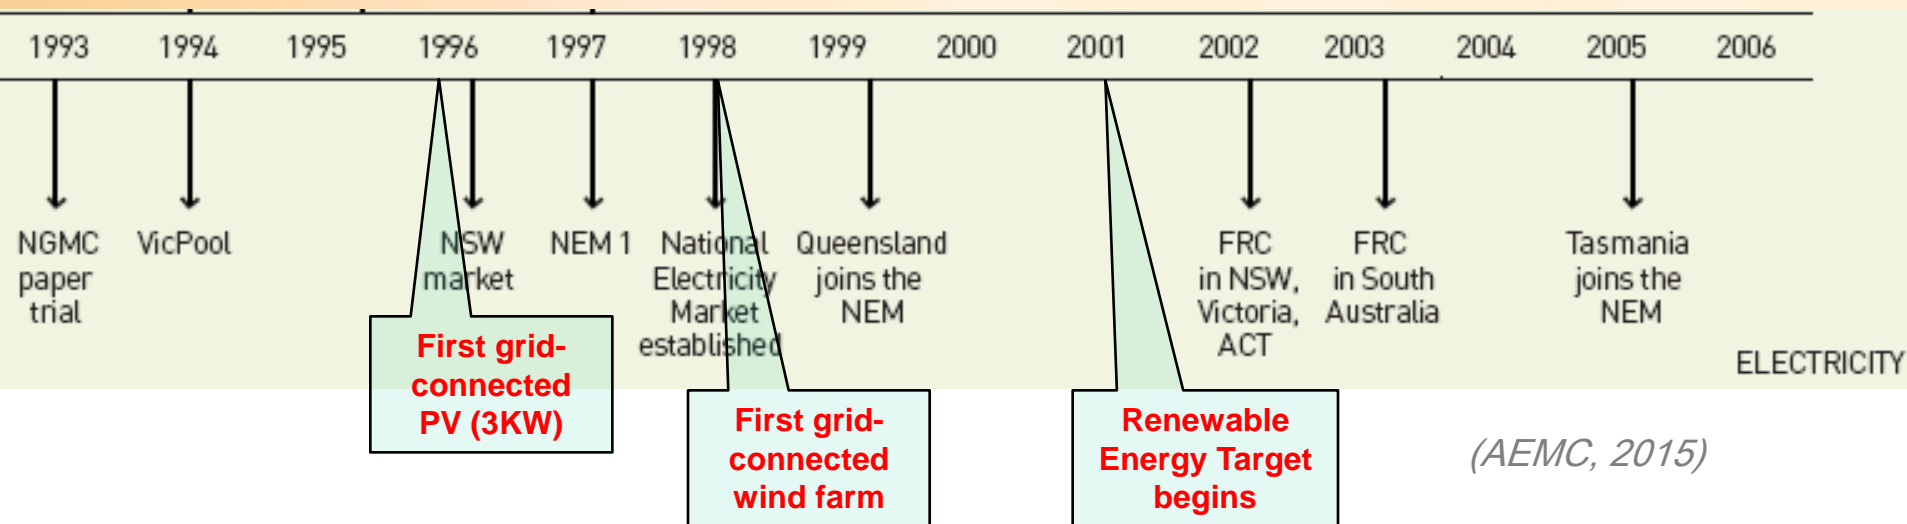 1993 1994 1995 1996 1997 1998 1999 2000 2001 2002 2003 2004 2005 2006
NGMC
paper
trial
VicPool
NSW
market
NEM 1
National
Electricity
Market
established
Queensland
joins the
NEM
FRC
in NSW,
Victoria,
ACT
FRC
in South
Australia
Tasmania
joins the
NEM
ELECTRICITY
First grid-
connected
PV (3KW)
First grid-
connected
wind farm
Renewable
Energy Target
begins
(AEMC, 2015)